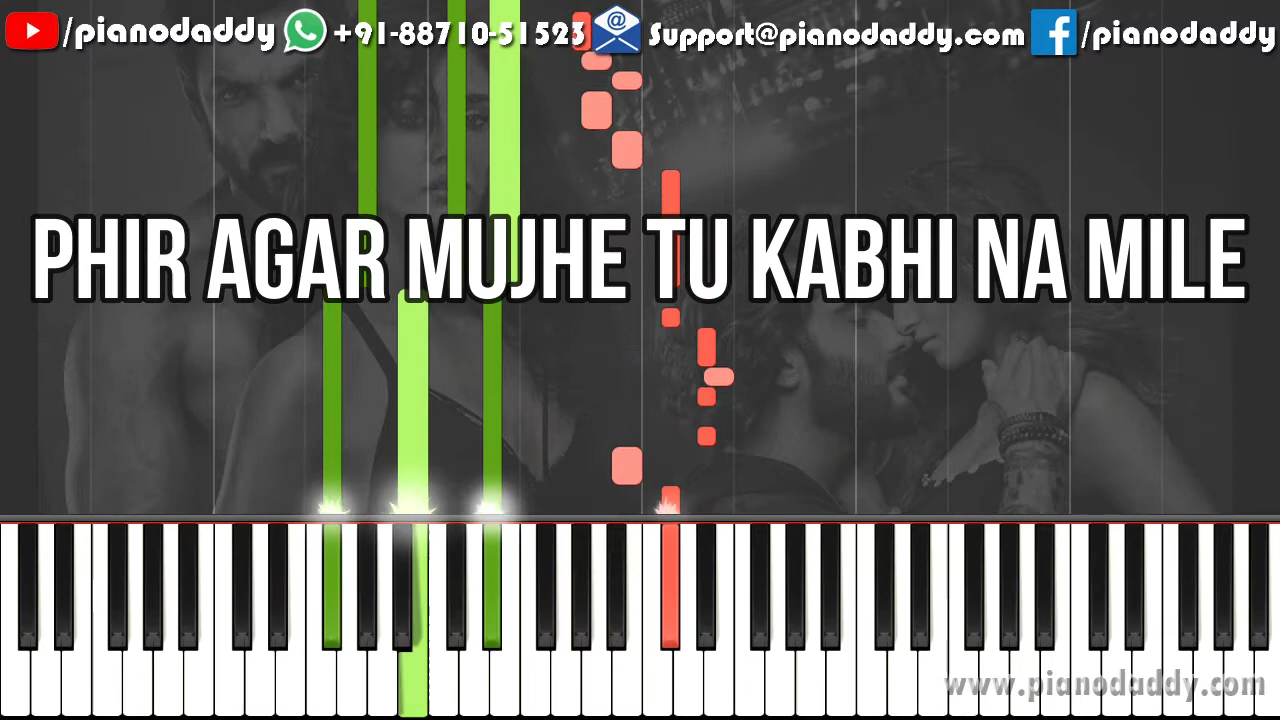 /pianodaddy +91-88710-51523 Support@pianodaddy.com /pianodaddy
PHIR AGAR MUJHE TU KABHI NA MILE
www.pianodaddy.com